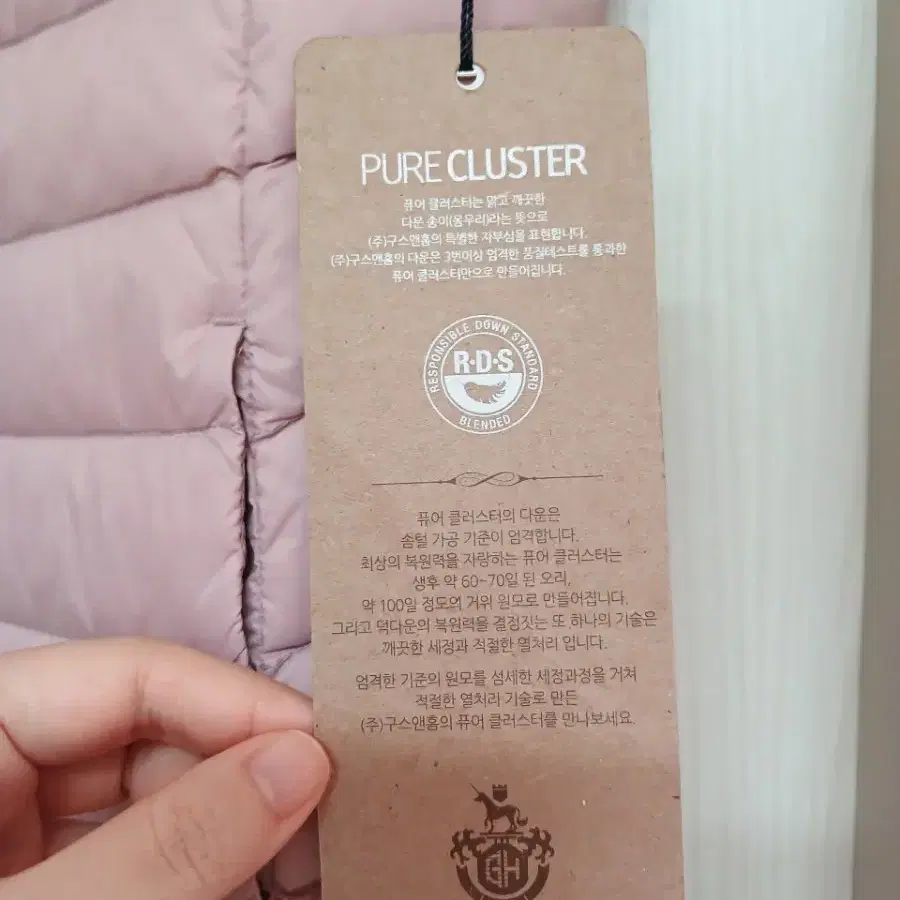 PURE CLUSTER
퓨어 클러스터는 맑고 깨끗한
다운 송이(몽우리)라는 뜻으로
(주)구스앤홈의 특별한 자부심을 표현합니다.
(주)구스앤홈의 다운은 3번이상 엄격한 품질테스트를 통과한
퓨어 클러스터만으로 만들어집니다.
RESPONSIBLE DOWN STANDARD
R·D·S
BLENDED
퓨어 클러스터의 다운은
솜털 가공 기준이 엄격합니다.
최상의 복원력을 자랑하는 퓨어 클러스터는
생후 약 60~70일 된 오리,
약 100일 정도의 거위 원모로 만들어집니다.
그리고 덕다운의 복원력을 결정짓는 또 하나의 기술은
깨끗한 세정과 적절한 열처리 입니다.
엄격한 기준의 원모를 섬세한 세정과정을 거쳐
적절한 열처리 기술로 만든
(주)구스앤홈의 퓨어 클러스터를 만나보세요.
GH